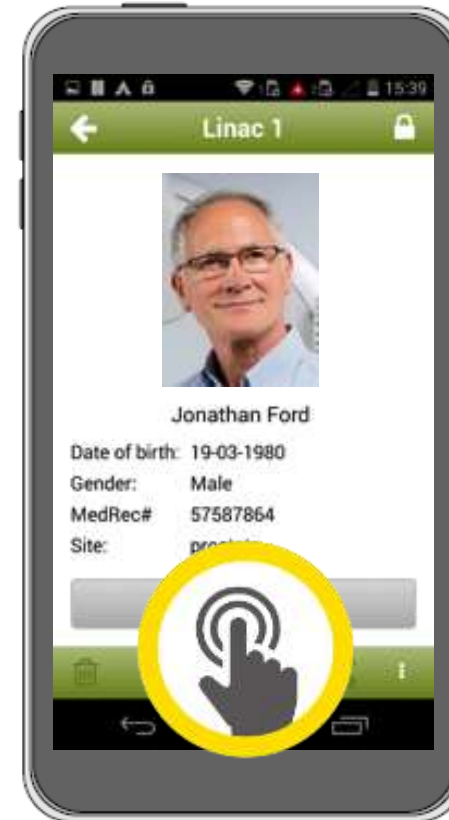 15:39
Linac 1
Jonathan Ford
Date of birth: 19-03-1980
Gender: Male
MedRec# 57587864
Site: